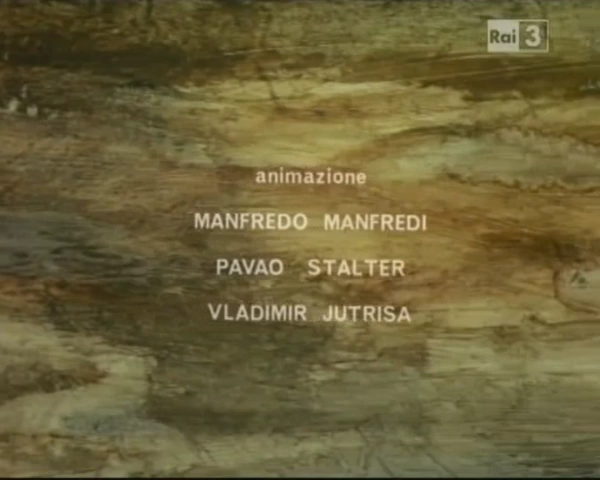 Rai 3
animazione
MANFREDO MANFREDI
PAVAO STALTER
VLADIMIR JUTRISA